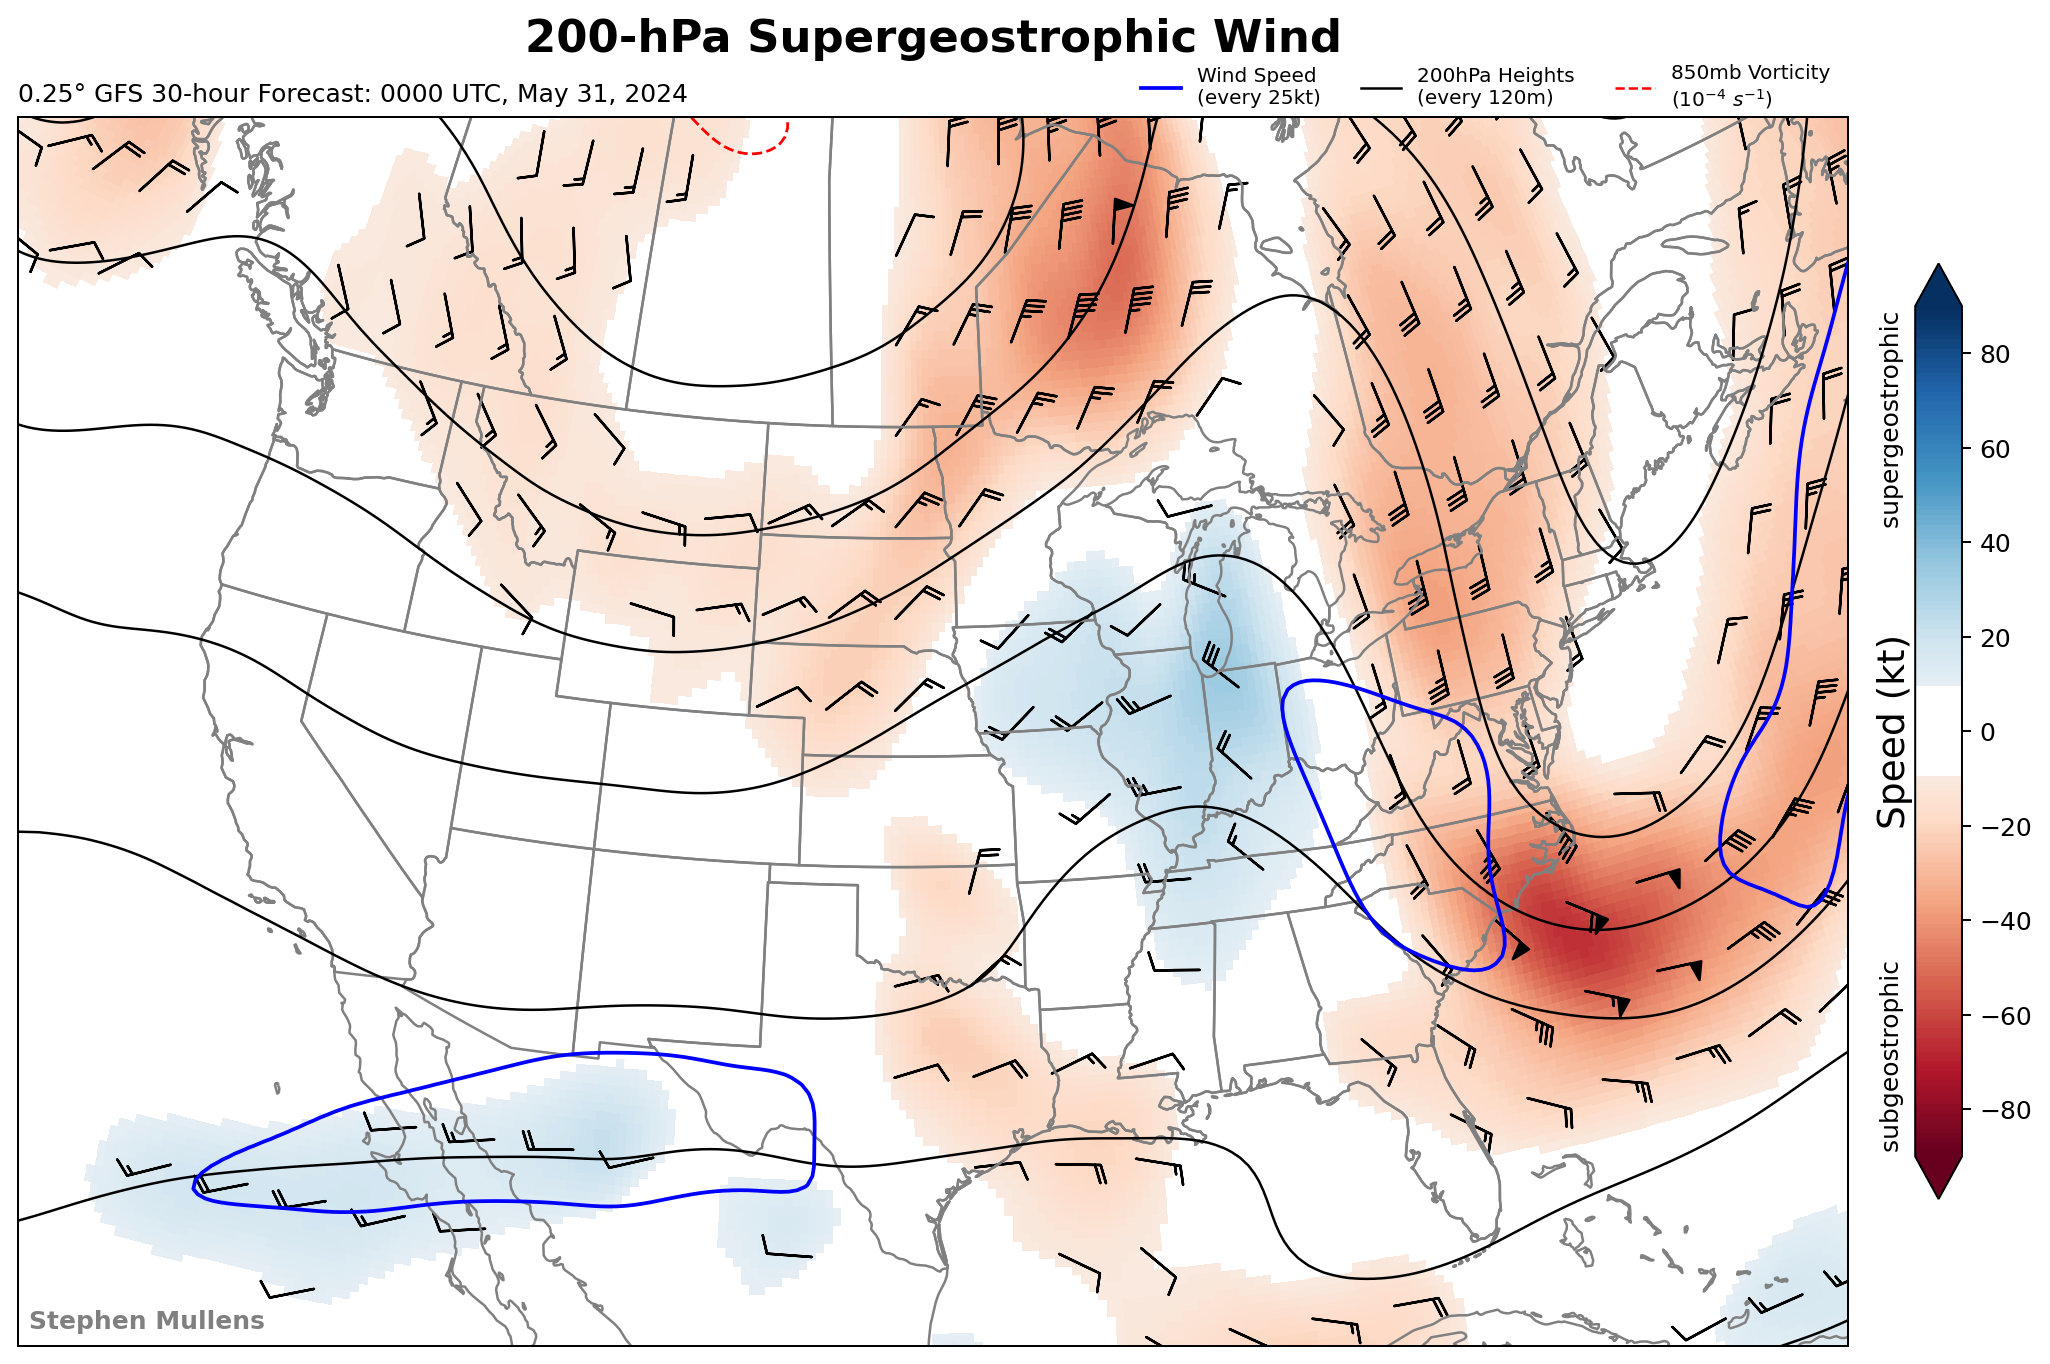 200-hPa Supergeostrophic Wind
0.25° GFS 30-hour Forecast: 0000 UTC, May 31, 2024
Wind Speed
(every 25kt)
200hPa Heights
(every 120m)
850mb Vorticity
(10⁻⁴ s⁻¹)
supergeostrophic
Speed (kt)
subgeostrophic
80
60
40
20
0
−20
−40
−60
−80
Stephen Mullens